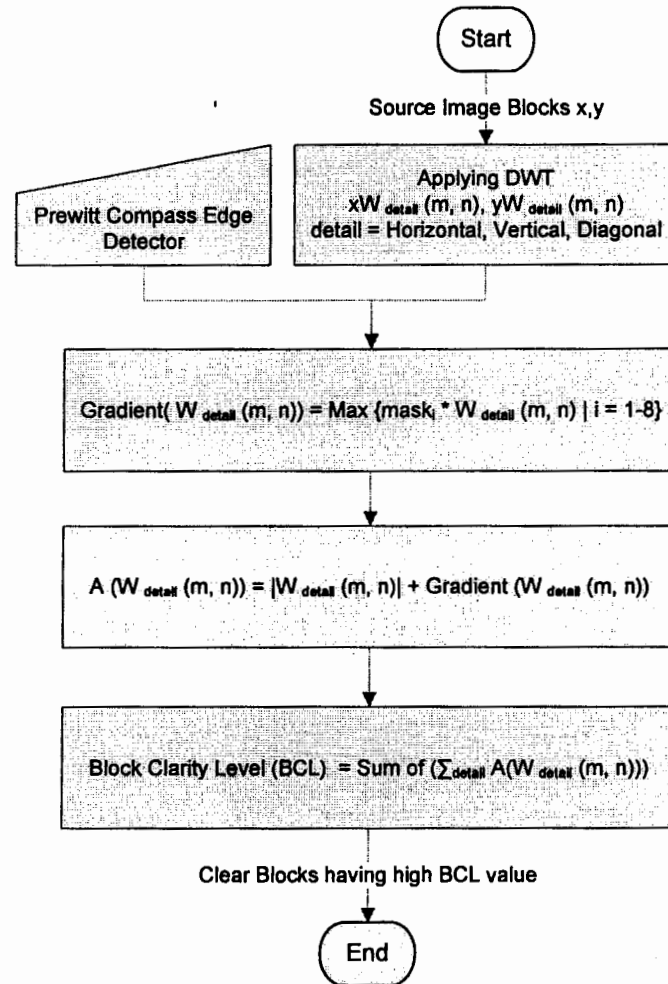 Start
Source Image Blocks x,y
Prewitt Compass Edge
Detector
Applying DWT
xW detail (m, n), yW detail (m, n)
detail = Horizontal, Vertical, Diagonal
Gradient( W detail (m, n)) = Max {mask_i * W detail (m, n) | i = 1-8}
A (W detail (m, n)) = |W detail (m, n)| + Gradient (W detail (m, n))
Block Clarity Level (BCL) = Sum of (∑detail A(W detail (m, n)))
Clear Blocks having high BCL value
End